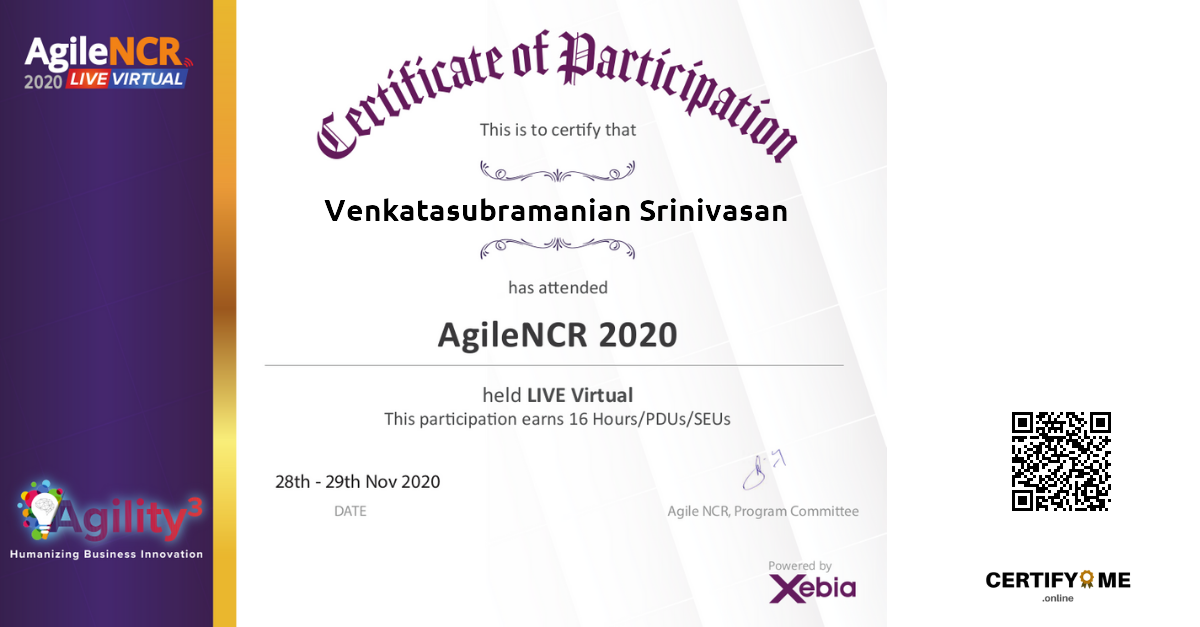 AgileNCR
2020 LIVE VIRTUAL
Certificate of Participation
This is to certify that
Venkatasubramanian Srinivasan
has attended
AgileNCR 2020
held LIVE Virtual
This participation earns 16 Hours/PDUs/SEUs
28th - 29th Nov 2020
DATE
Agile NCR, Program Committee
Agility3
Humanizing Business Innovation
Powered by
Xebia
CERTIFY ME
.online